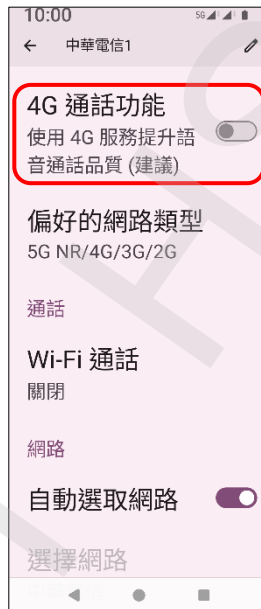 10:00 5G
中華電信1
4G 通話功能
使用 4G 服務提升語
音通話品質 (建議)
偏好的網路類型
5G NR/4G/3G/2G
通話
Wi-Fi 通話
關閉
網路
自動選取網路
選擇網路